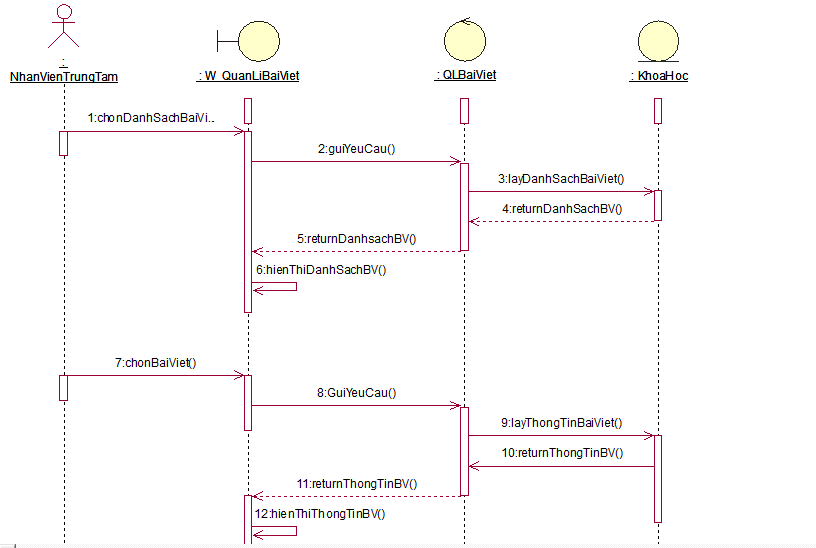 :
NhanVienTrungTam
: W_QuanLiBaiViet
: QLBaiViet
: KhoaHoc
1:chonDanhSachBaiVi..
2:guiYeuCau()
3:layDanhSachBaiViet()
4:returnDanhSachBV()
5:returnDanhsachBV()
6:hienThiDanhSachBV()
7:chonBaiViet()
8:GuiYeuCau()
9:layThongTinBaiViet()
10:returnThongTinBV()
11:returnThongTinBV()
12:hienThiThongTinBV()